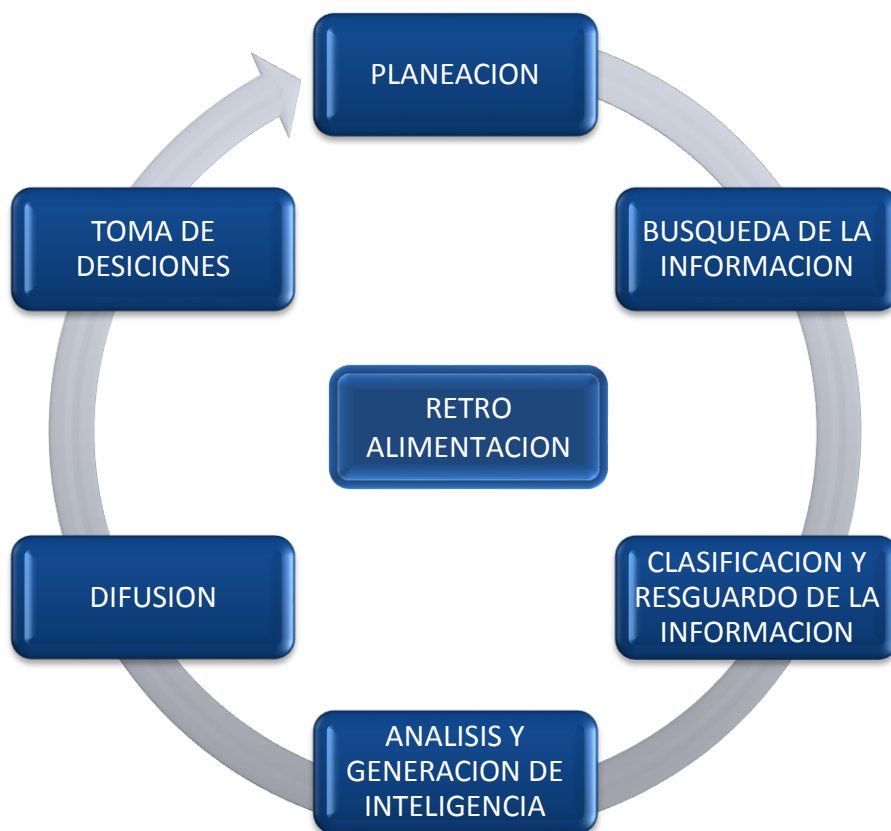 PLANEACION
BUSQUEDA DE LA
INFORMACION
CLASIFICACION Y
RESGUARDO DE LA
INFORMACION
ANALISIS Y
GENERACION DE
INTELIGENCIA
DIFUSION
TOMA DE
DESICIONES
RETRO
ALIMENTACION